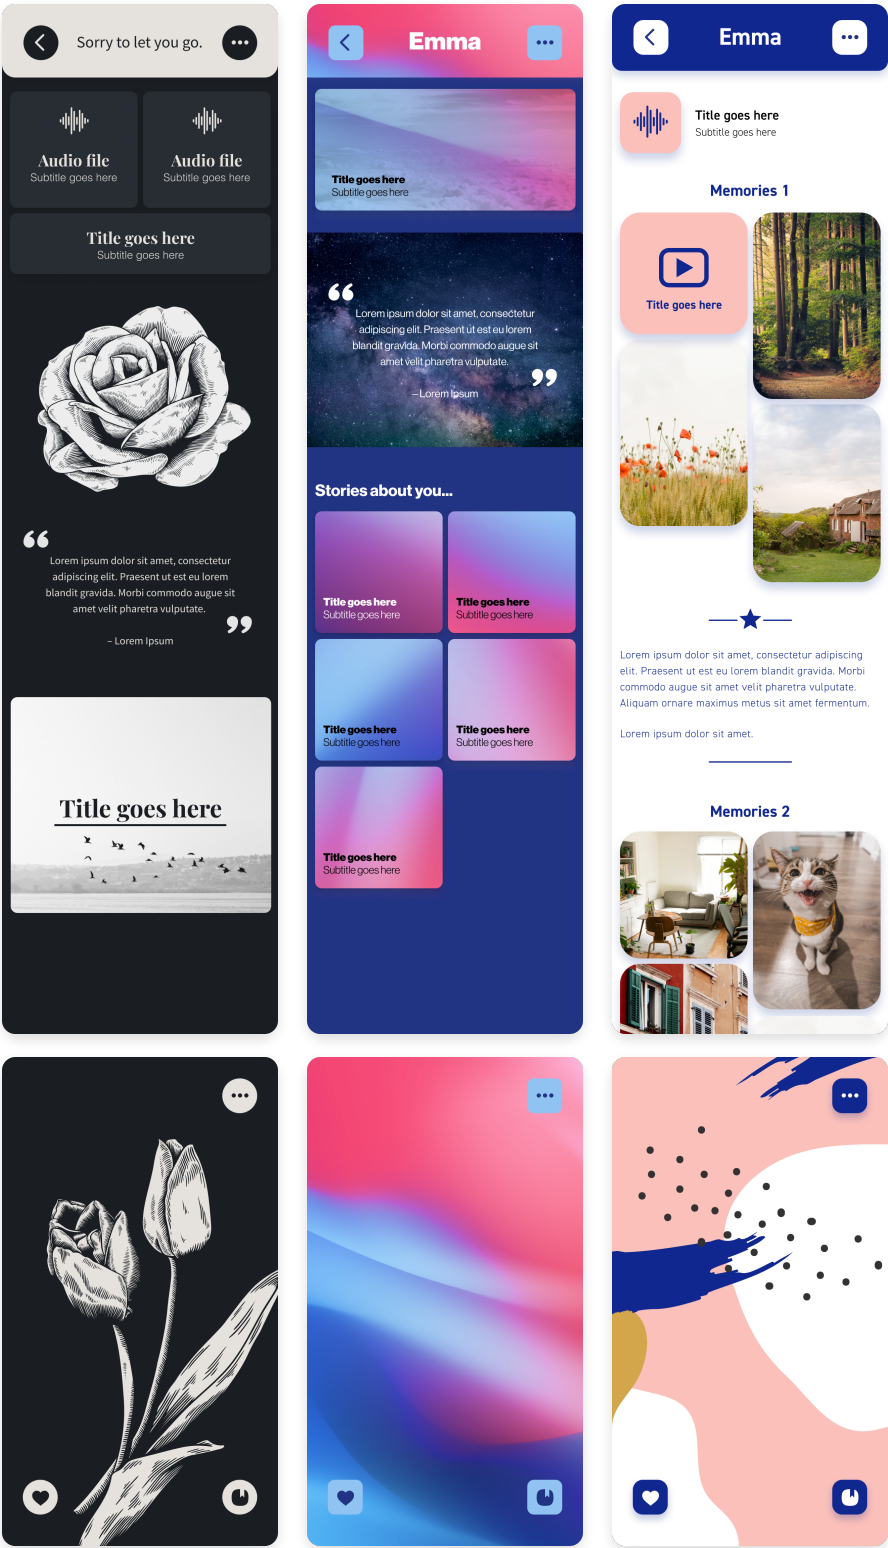 Sorry to let you go.
Audio file
Subtitle goes here
Audio file
Subtitle goes here
Title goes here
Subtitle goes here
“
Lorem ipsum dolor sit amet, consectetur
adipiscing elit. Praesent ut est eu lorem
blandit gravida. Morbi commodo augue sit
amet velit pharetra vulputate.
”
– Lorem Ipsum
Title goes here
Emma
Title goes here
Subtitle goes here
“
Lorem ipsum dolor sit amet, consectetur
adipiscing elit. Praesent ut est eu lorem
blandit gravida. Morbi commodo augue sit
amet velit pharetra vulputate.
”
– Lorem Ipsum
Stories about you...
Title goes here
Subtitle goes here
Title goes here
Subtitle goes here
Title goes here
Subtitle goes here
Title goes here
Subtitle goes here
Title goes here
Subtitle goes here
Emma
Title goes here
Subtitle goes here
Memories 1
Title goes here
Lorem ipsum dolor sit amet, consectetur adipiscing
elit. Praesent ut est eu lorem blandit gravida. Morbi
commodo augue sit amet velit pharetra vulputate.
Aliquam ornare maximus metus sit amet fermentum.
Lorem ipsum dolor sit amet.
Memories 2